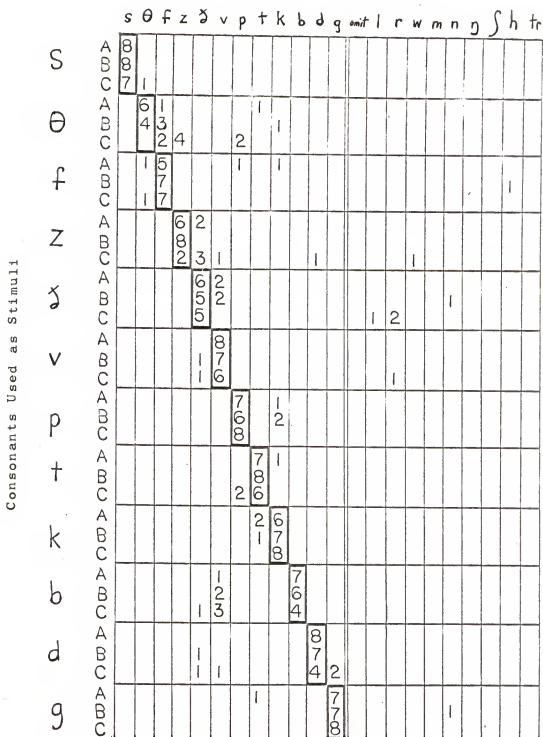 s θ f z ʒ v p t k b d g omit l r w m n ŋ ʃ h tr
Consonants Used as Stimuli
s
A 8
B 8
C 7 1
θ
A 6 1 1
B 4 3 1
C 2 4 2
f
A 1 5 1 1
B 7 1
C 1 7
z
A 6 2
B 8
C 2 3 1 1 1
ʒ
A 6 2
B 5 2 1
C 5 1 2
v
A 8
B 1 7
C 1 6 1
p
A 7 1
B 6 2
C 8
t
A 7 1
B 8
C 2 6
k
A 2 6
B 1 7
C 8
b
A 1 7
B 2 6
C 1 3 4
d
A 8
B 1 7
C 1 1 4 2
g
A 1 7
B 7 1
C 8